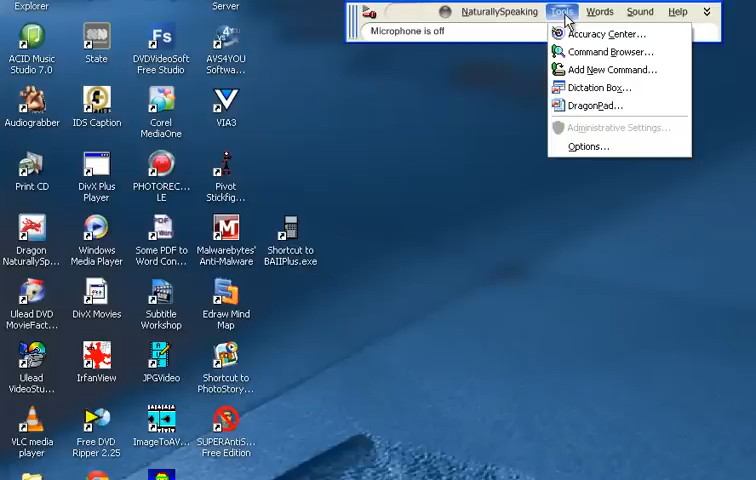 Explorer
Server
NaturallySpeaking Tools Words Sound Help
Microphone is off
Accuracy Center...
Command Browser...
Add New Command...
Dictation Box...
DragonPad...
Administrative Settings...
Options...
ACID Music
Studio 7.0
State
DVDVideoSoft
Free Studio
AVS4YOU
Softwa...
Audiograbber
IDS Caption
Corel
MediaOne
VIA3
Print CD
DivX Plus
Player
PHOTOREC...
LE
Pivot
Stickfig...
Dragon
NaturallySp...
Windows
Media Player
Some PDF to
Word Con...
Malwarebytes'
Anti-Malware
Shortcut to
BAIIPlus.exe
Ulead DVD
MovieFact...
DivX Movies
Subtitle
Workshop
Edraw Mind
Map
Ulead
VideoStu...
IrfanView
JPGVideo
Shortcut to
PhotoStory...
VLC media
player
Free DVD
Ripper 2.25
ImageToAV...
SUPERAntiS...
Free Edition